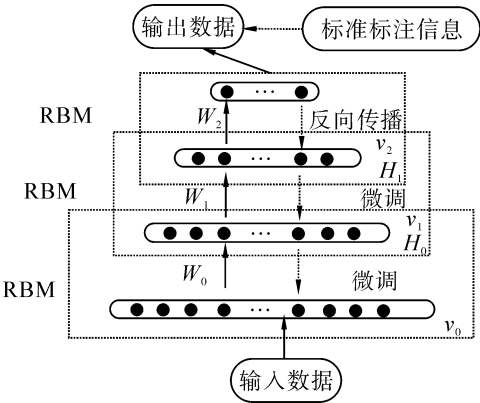 输出数据
标准标注信息
RBM
W₂
反向传播
v₂
H₁
RBM
W₁
微调
v₁
H₀
RBM
W₀
微调
v₀
输入数据